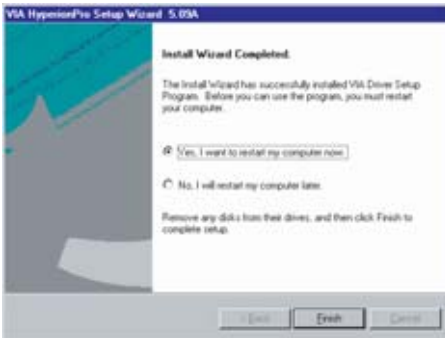 VIA HyperionPro Setup Wizard 5.09A
Install Wizard Completed.
The Install Wizard has successfully installed VIA Driver Setup
Program. Before you can use the program, you must restart
your computer.
Yes, I want to restart my computer now.
No, I will restart my computer later.
Remove any disks from their drives, and then click Finish to
complete setup.
< Back Finish Cancel